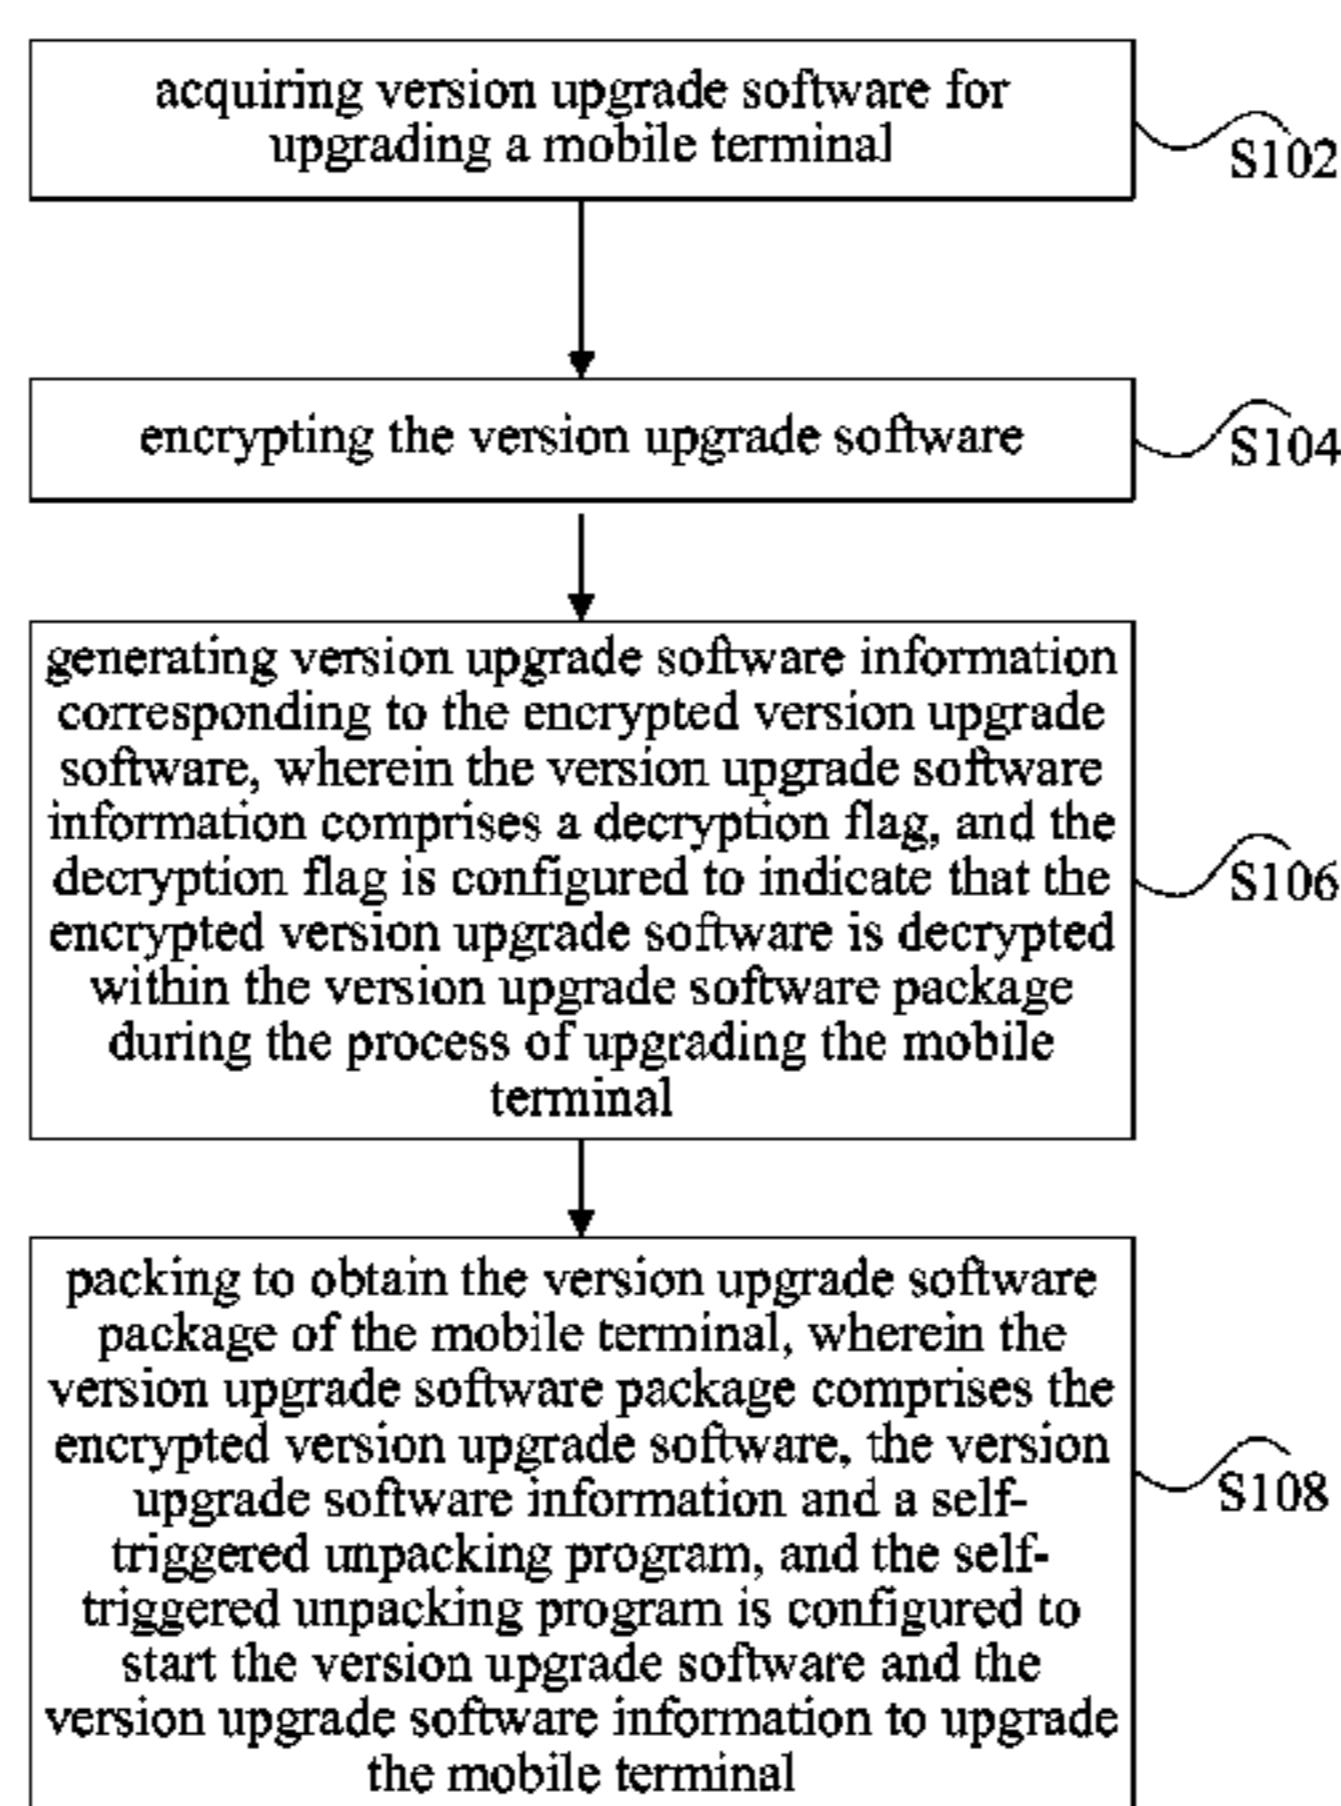 acquiring version upgrade software for
upgrading a mobile terminal
S102
encrypting the version upgrade software
S104
generating version upgrade software information
corresponding to the encrypted version upgrade
software, wherein the version upgrade software
information comprises a decryption flag, and the
decryption flag is configured to indicate that the
encrypted version upgrade software is decrypted
within the version upgrade software package
during the process of upgrading the mobile
terminal
S106
packing to obtain the version upgrade software
package of the mobile terminal, wherein the
version upgrade software package comprises the
encrypted version upgrade software, the version
upgrade software information and a self-
triggered unpacking program, and the self-
triggered unpacking program is configured to
start the version upgrade software and the
version upgrade software information to upgrade
the mobile terminal
S108